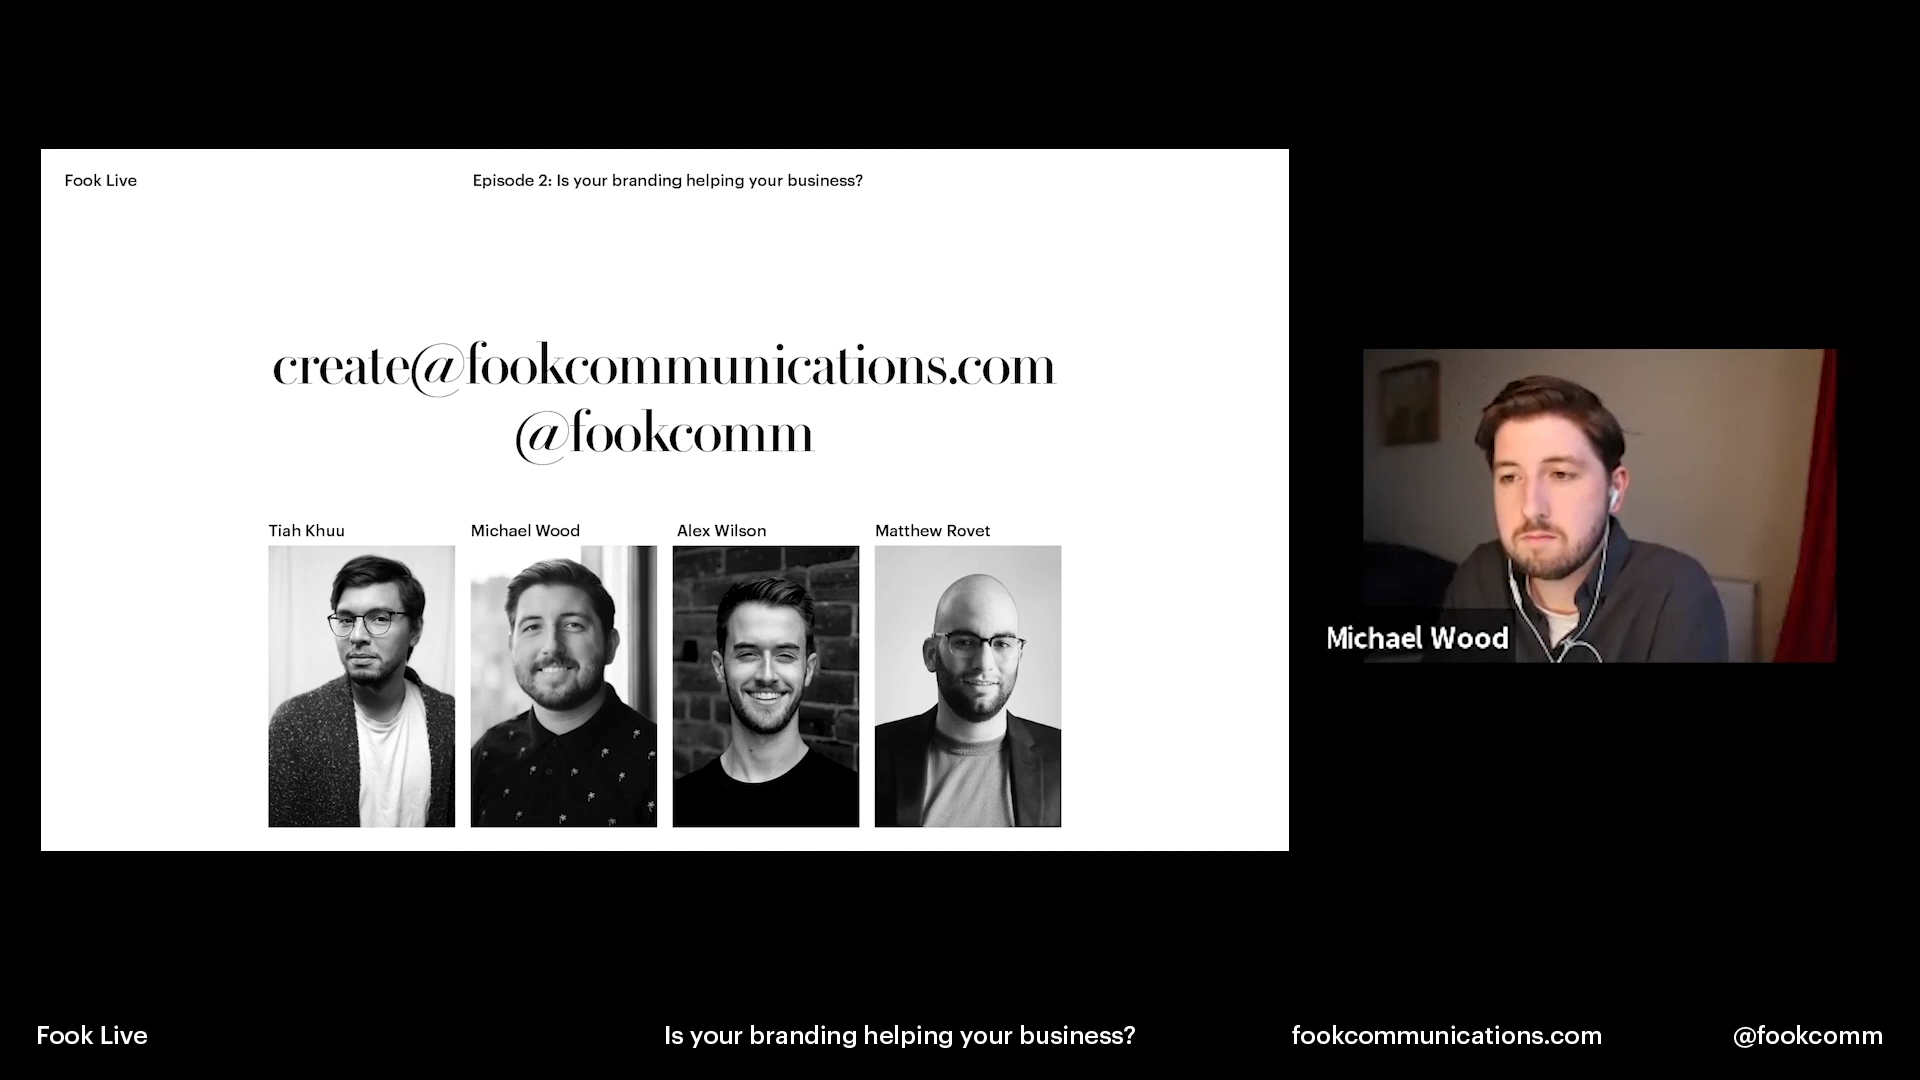 Fook Live
Episode 2: Is your branding helping your business?
create@fookcommunications.com
@fookcomm
Tiah Khuu
Michael Wood
Alex Wilson
Matthew Rovet
Michael Wood
Fook Live
Is your branding helping your business?
fookcommunications.com
@fookcomm